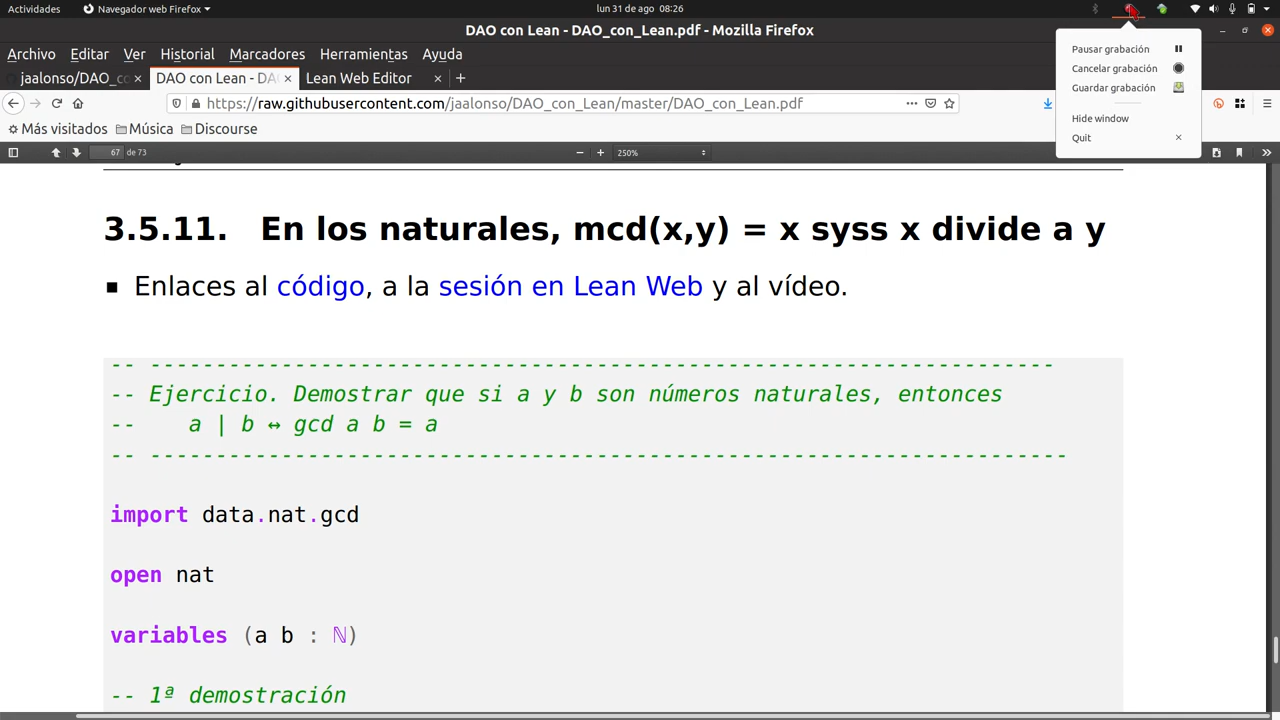 Actividades
Navegador web Firefox
lun 31 de ago 08:26
DAO con Lean - DAO_con_Lean.pdf - Mozilla Firefox
Pausar grabación
Cancelar grabación
Guardar grabación
Hide window
Quit
Archivo Editar Ver Historial Marcadores Herramientas Ayuda
jaalonso/DAO_cc
DAO con Lean - DA
Lean Web Editor
https://raw.githubusercontent.com/jaalonso/DAO_con_Lean/master/DAO_con_Lean.pdf
Más visitados Música Discourse
67 de 73
250%
3.5.11. En los naturales, mcd(x,y) = x syss x divide a y
Enlaces al código, a la sesión en Lean Web y al vídeo.
-- ---------------------------------------------------------------------
-- Ejercicio. Demostrar que si a y b son números naturales, entonces
-- a | b ↔ gcd a b = a
-- ----------------------------------------------------------------------
import data.nat.gcd
open nat
variables (a b : ℕ)
-- 1ª demostración